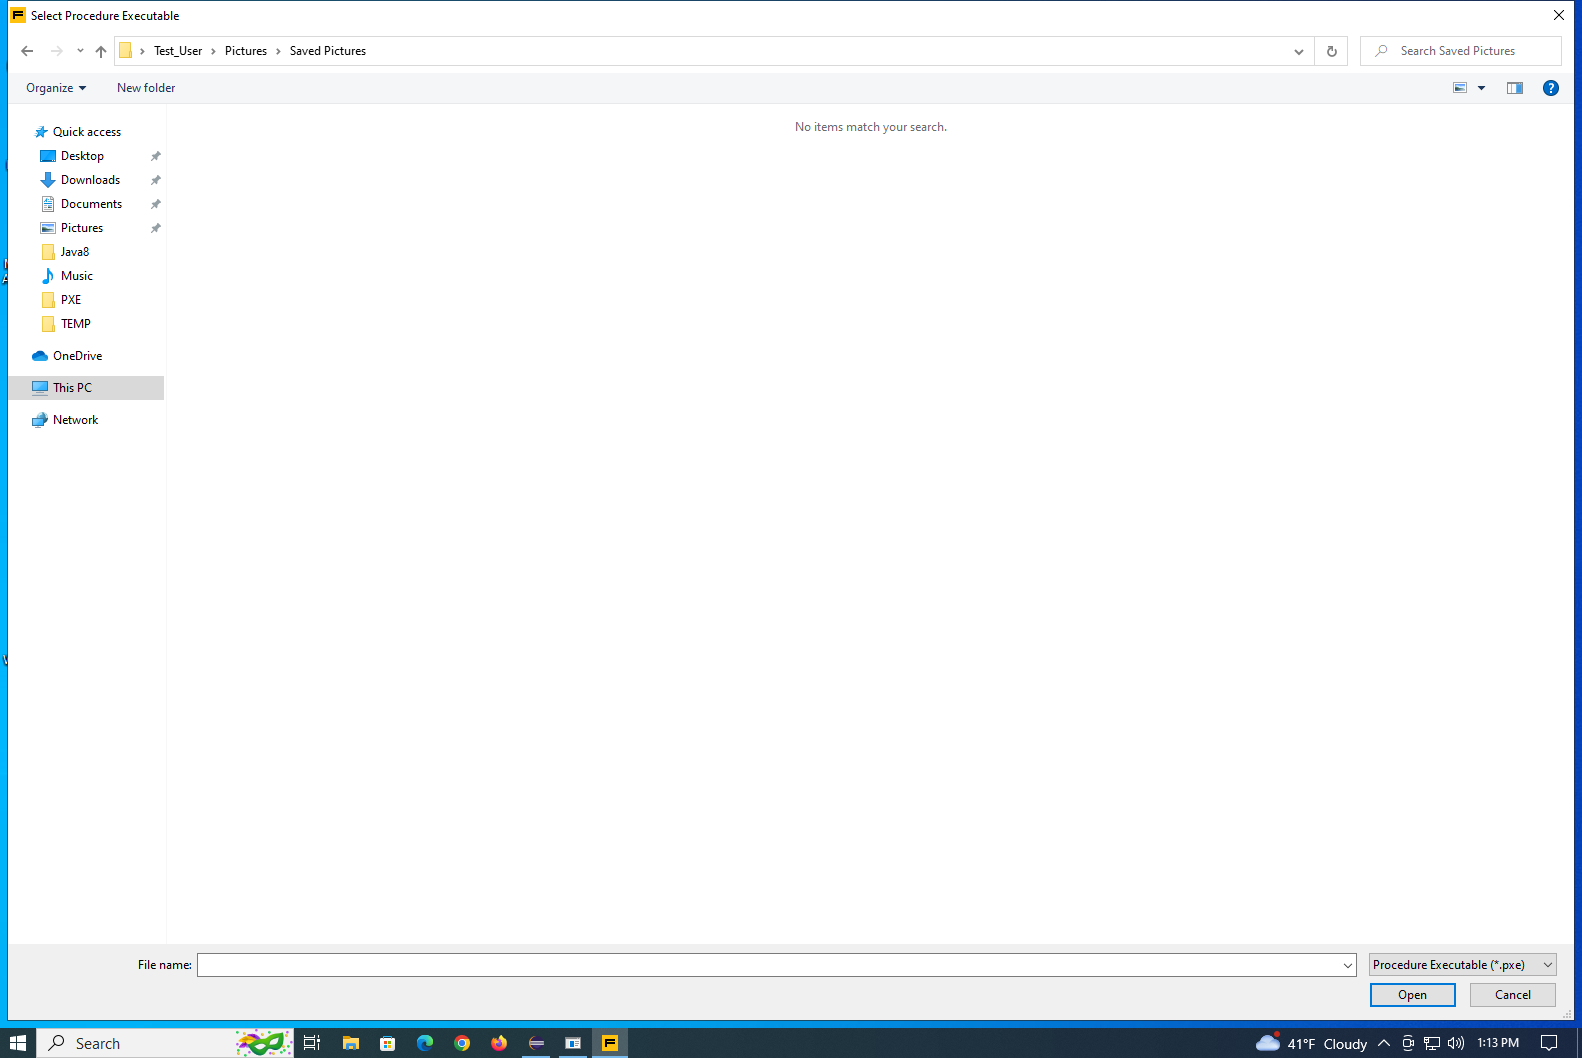 Select Procedure Executable
Test_User > Pictures > Saved Pictures
Search Saved Pictures
Organize
New folder
No items match your search.
Quick access
Desktop
Downloads
Documents
Pictures
Java8
Music
PXE
TEMP
OneDrive
This PC
Network
File name:
Procedure Executable (*.pxe)
Open
Cancel
Search
41°F Cloudy
1:13 PM